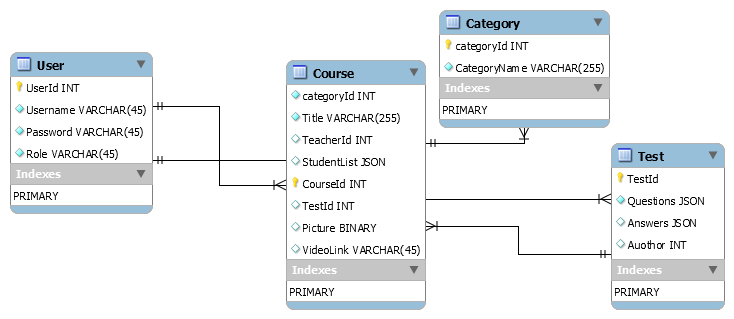 User
UserId INT
Username VARCHAR(45)
Password VARCHAR(45)
Role VARCHAR(45)
Indexes
PRIMARY
Course
categoryId INT
Title VARCHAR(255)
TeacherId INT
StudentList JSON
CourseId INT
TestId INT
Picture BINARY
VideoLink VARCHAR(45)
Indexes
PRIMARY
Category
categoryId INT
CategoryName VARCHAR(255)
Indexes
PRIMARY
Test
TestId
Questions JSON
Answers JSON
Auothor INT
Indexes
PRIMARY